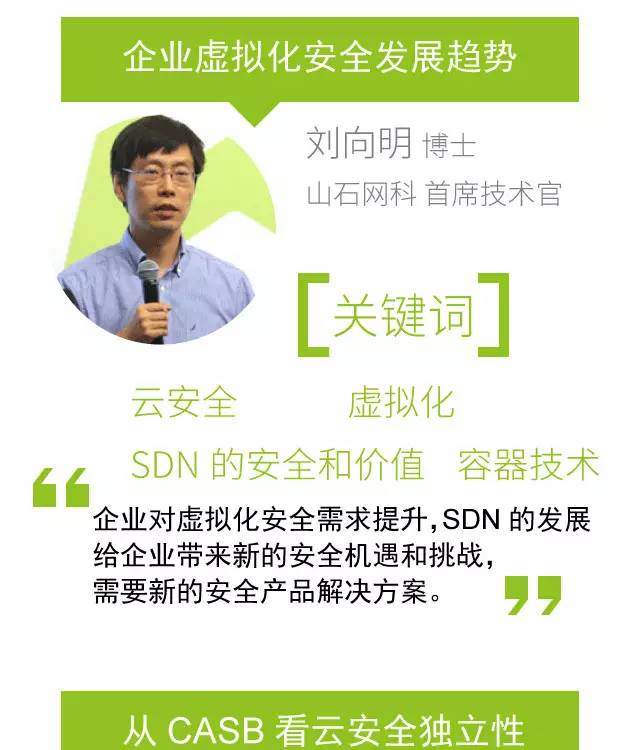 企业虚拟化安全发展趋势
刘向明 博士
山石网科 首席技术官
[关键词]
云安全 虚拟化
SDN 的安全和价值 容器技术
“企业对虚拟化安全需求提升，SDN 的发展
给企业带来新的安全机遇和挑战，
需要新的安全产品解决方案。”
从 CASB 看云安全独立性